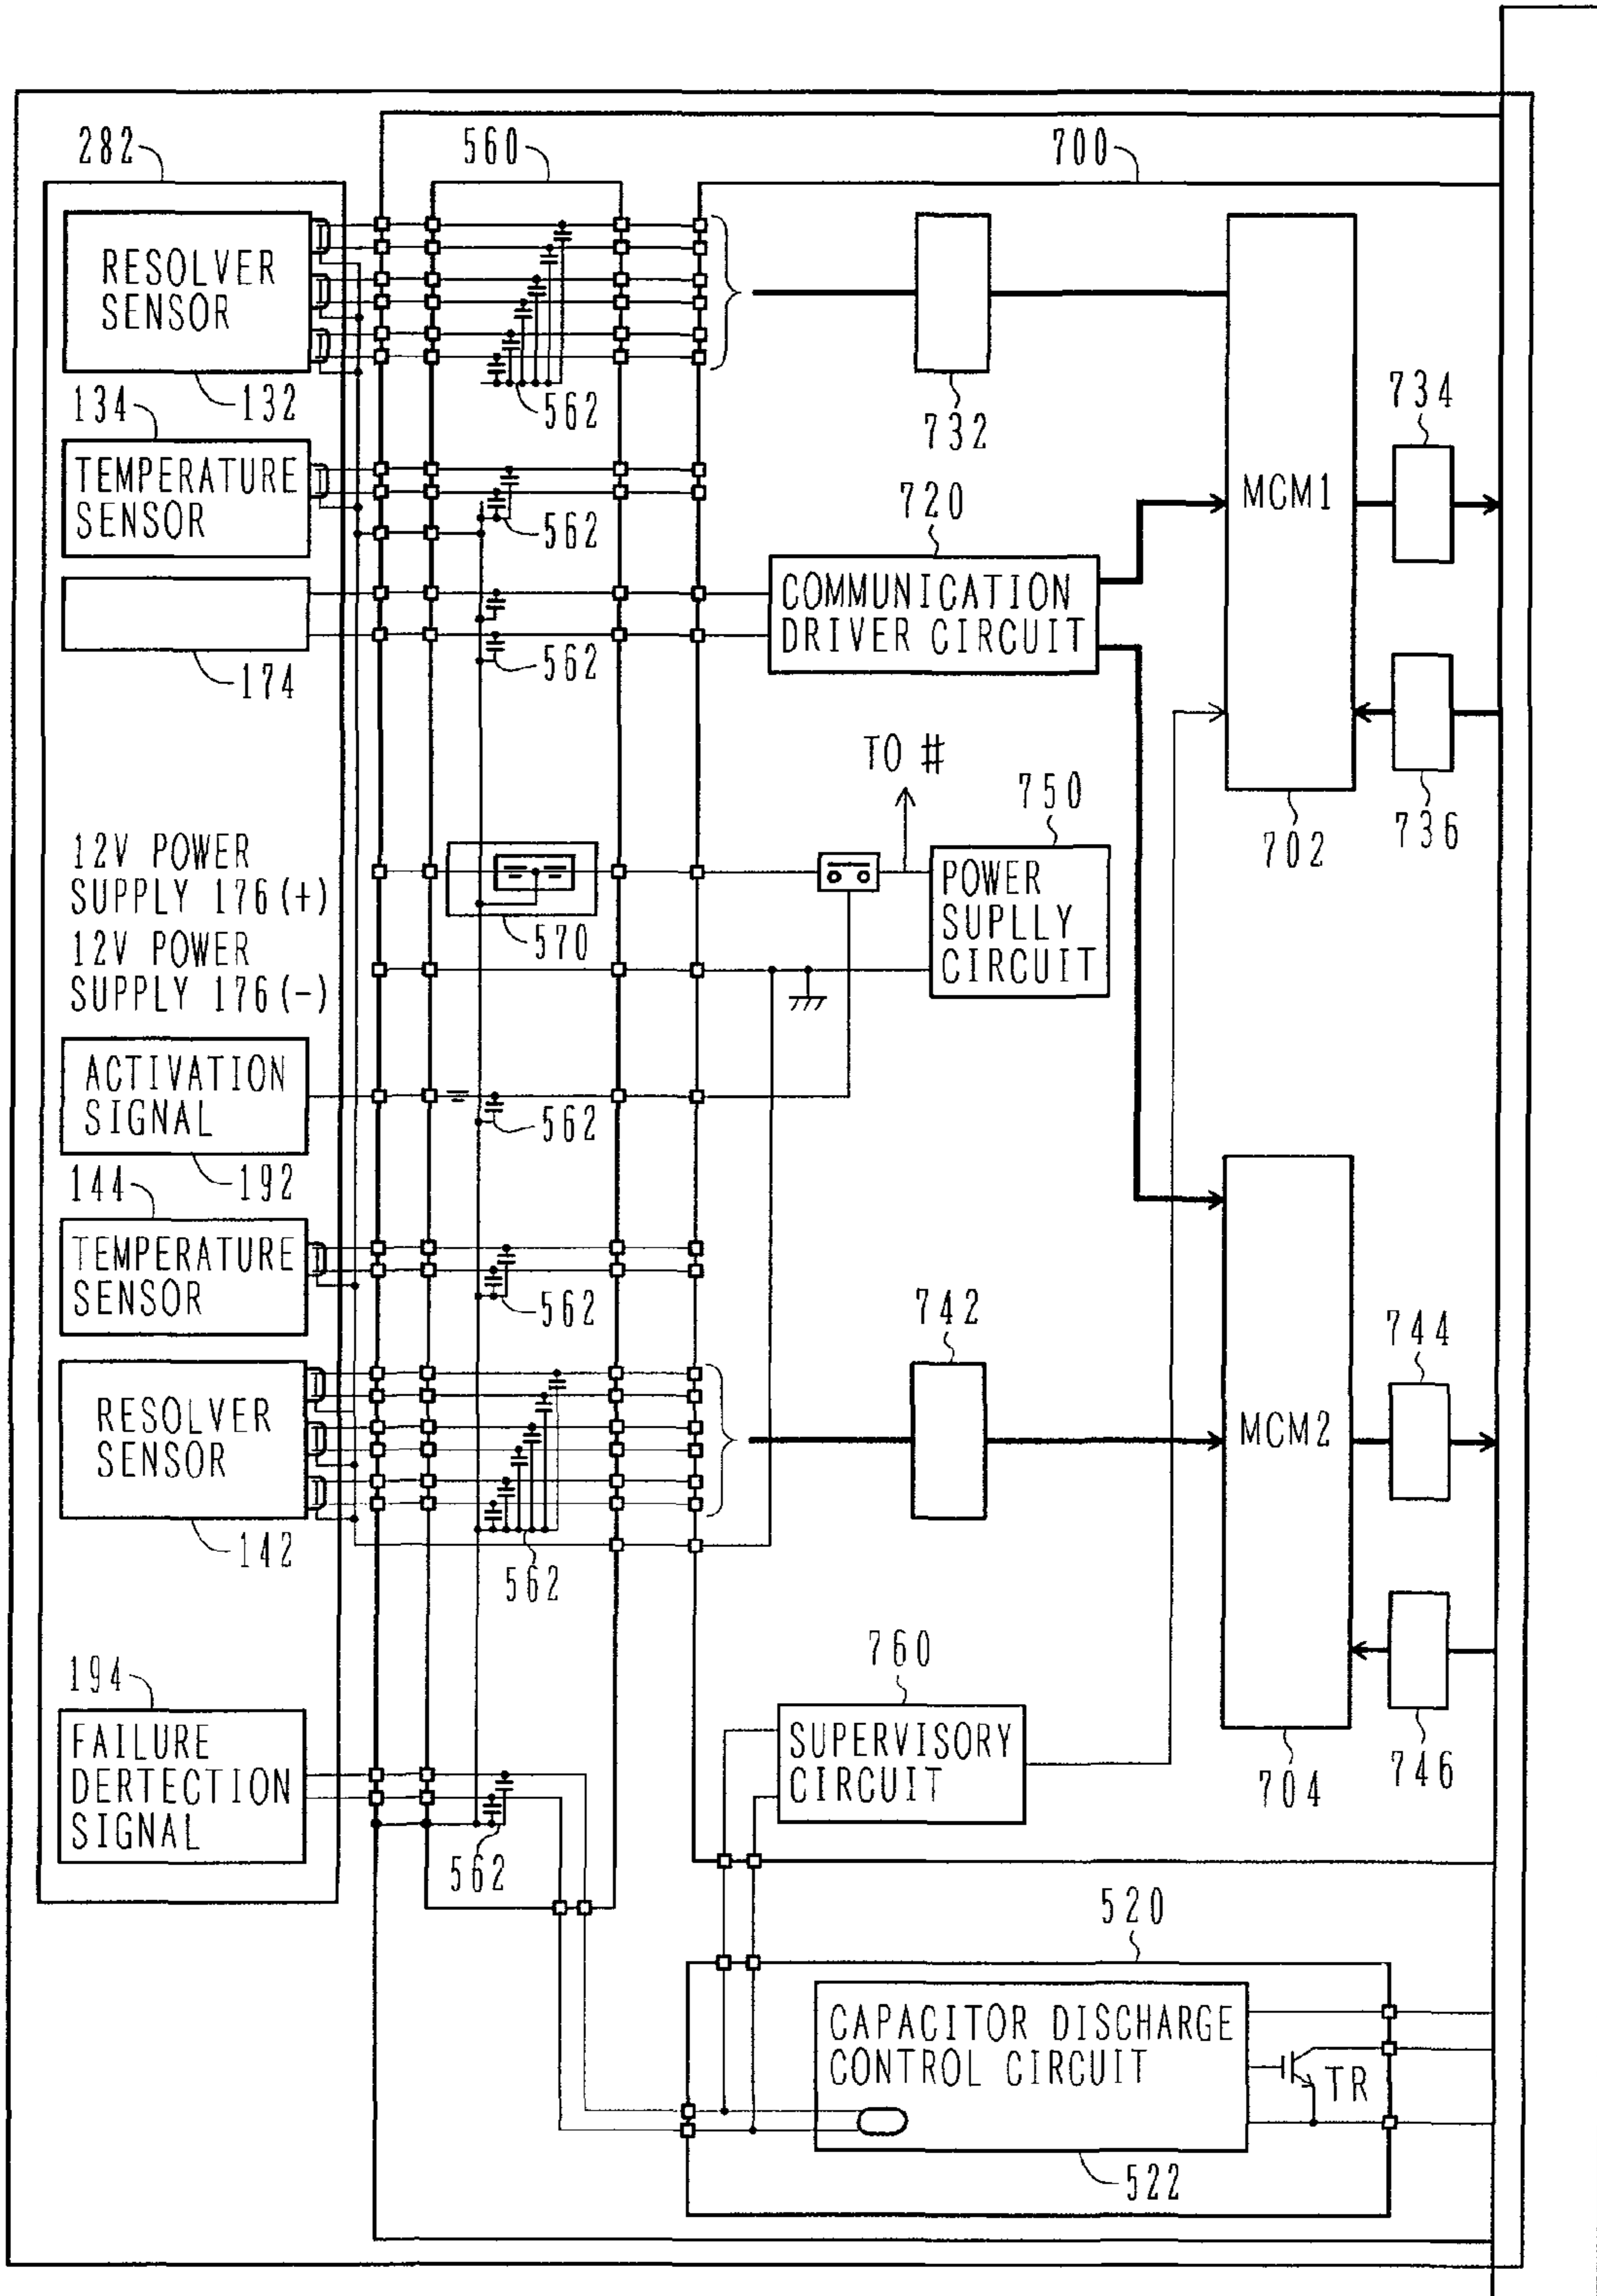 282
560
700
RESOLVER
SENSOR
132
562
732
734
134
TEMPERATURE
SENSOR
562
720
MCM1
COMMUNICATION
DRIVER CIRCUIT
174
562
TO #
750
702
736
12V POWER
SUPPLY 176(+)
12V POWER
SUPPLY 176(-)
570
POWER
SUPLLY
CIRCUIT
ACTIVATION
SIGNAL
192
562
144
TEMPERATURE
SENSOR
562
742
744
RESOLVER
SENSOR
142
562
MCM2
194
FAILURE
DERTECTION
SIGNAL
562
760
SUPERVISORY
CIRCUIT
704
746
520
CAPACITOR DISCHARGE
CONTROL CIRCUIT
TR
522